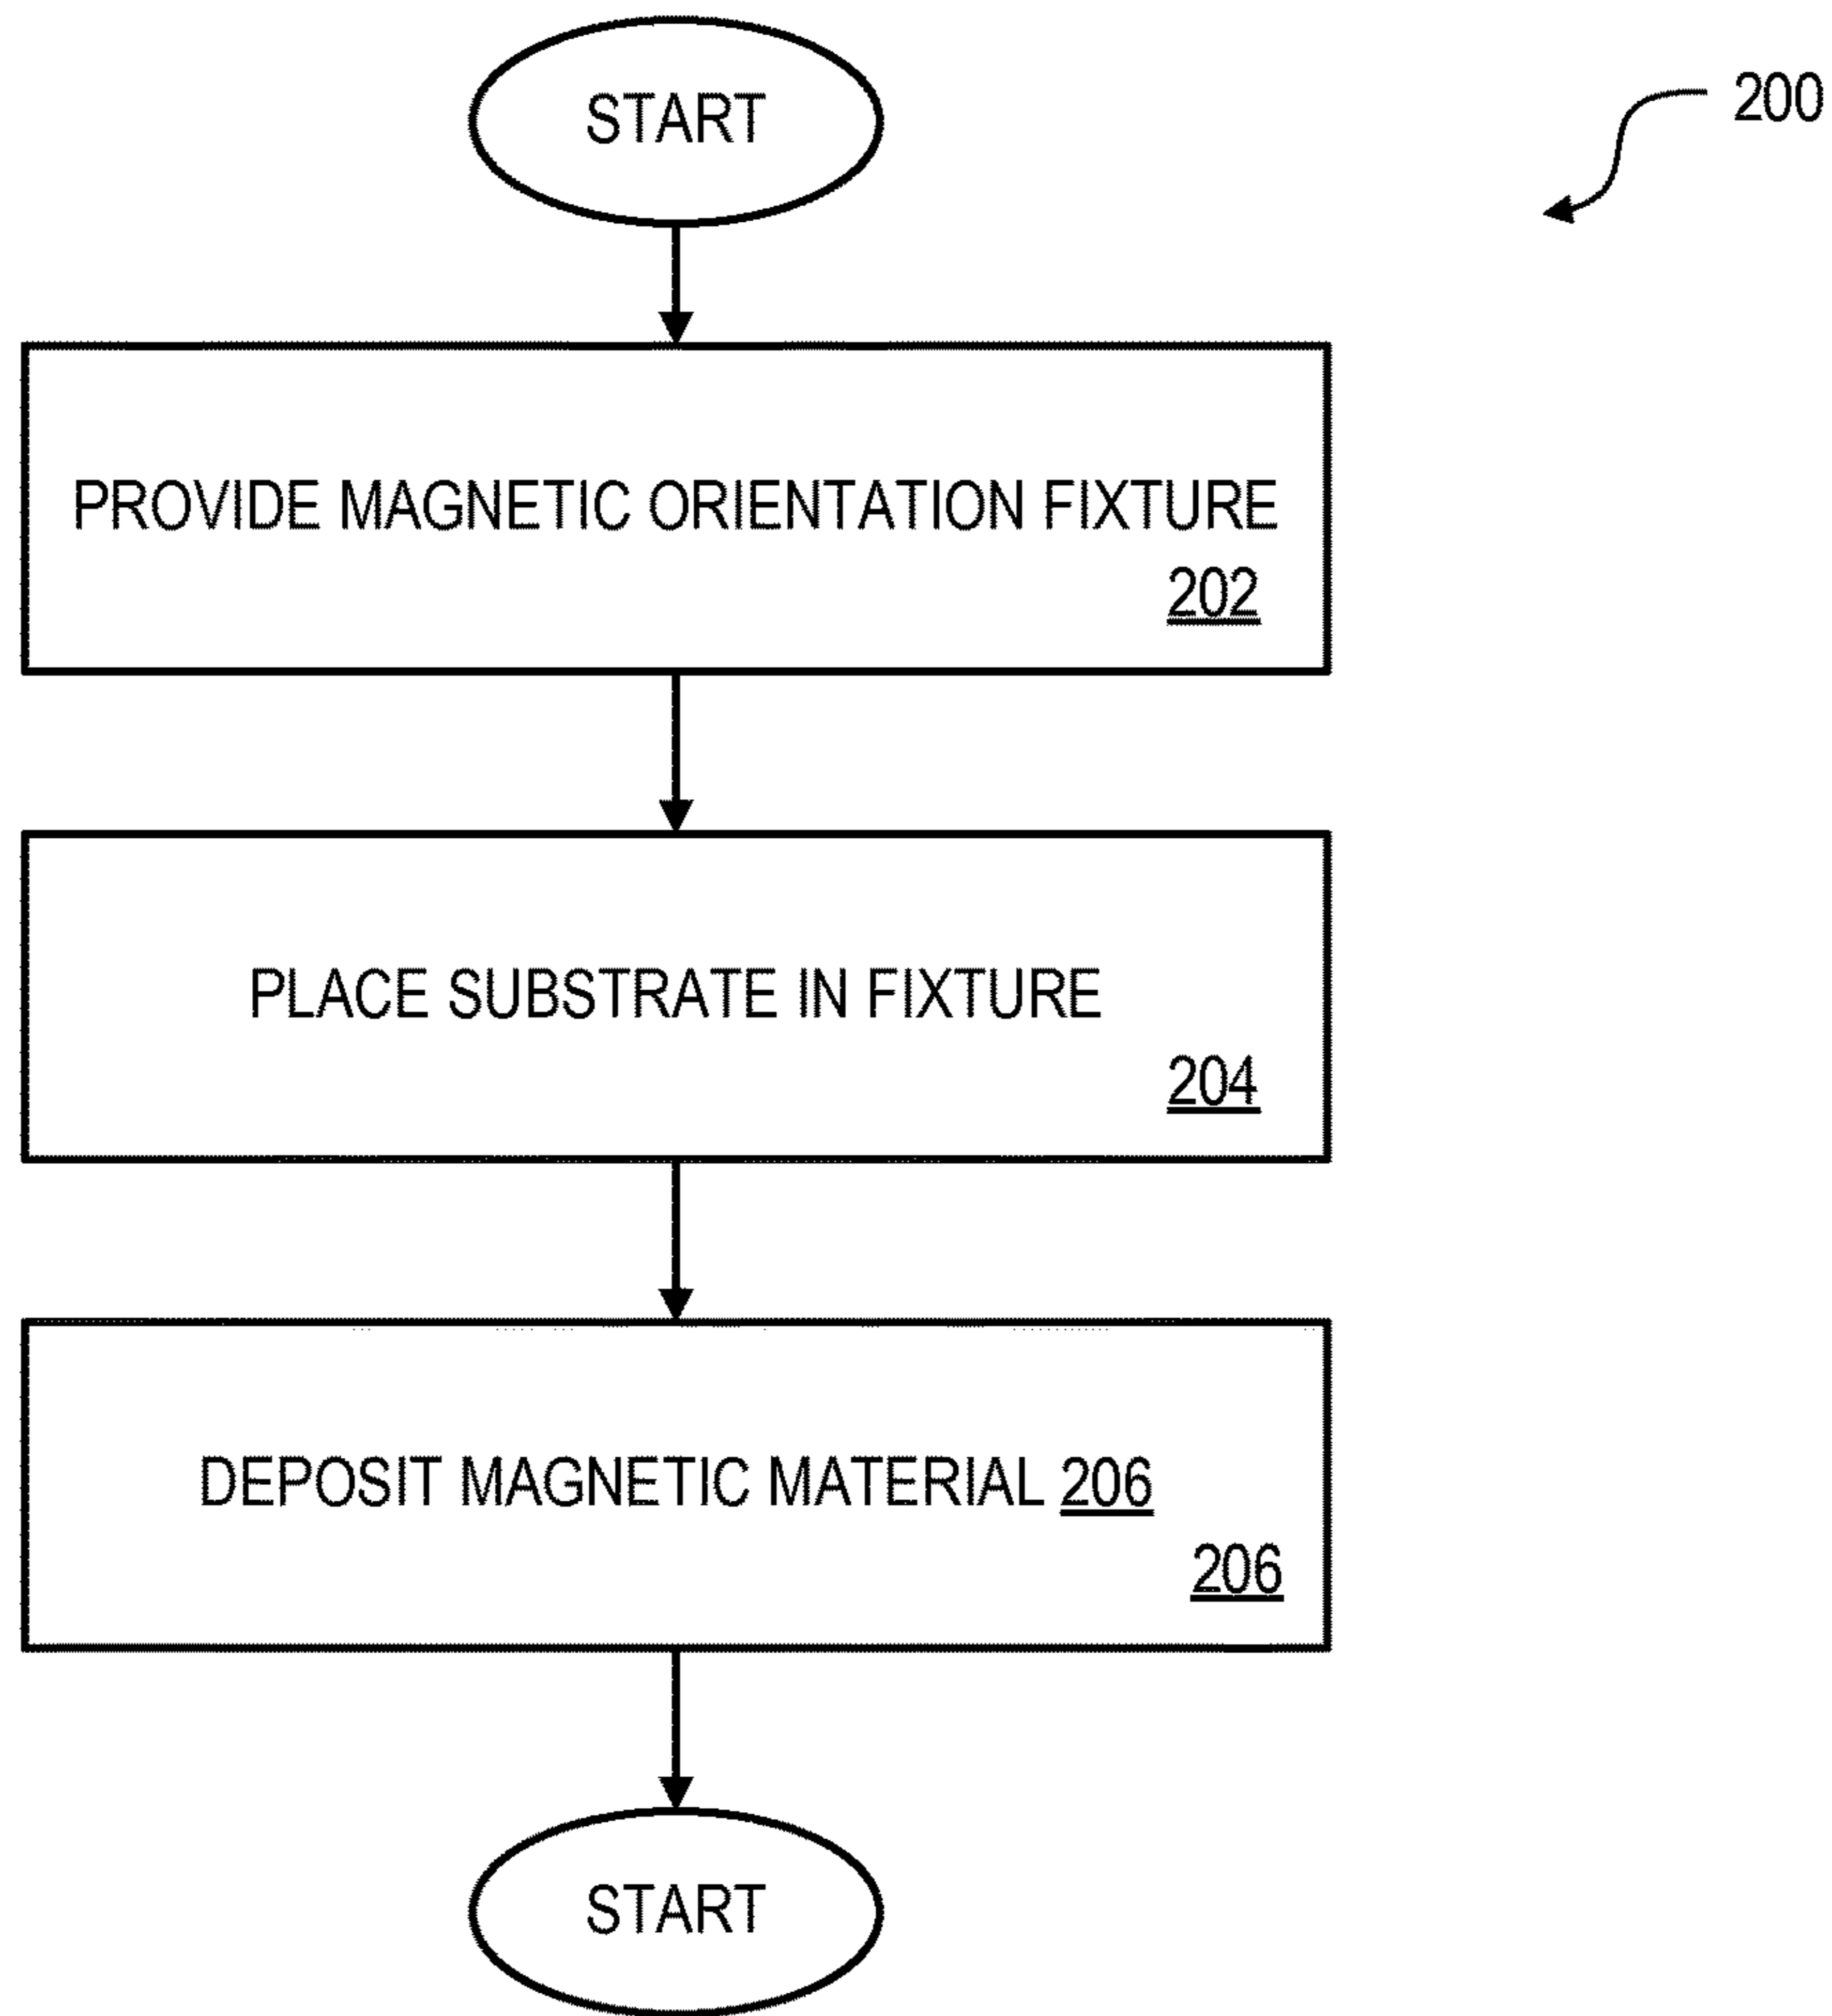 START
200
PROVIDE MAGNETIC ORIENTATION FIXTURE
202
PLACE SUBSTRATE IN FIXTURE
204
DEPOSIT MAGNETIC MATERIAL 206
206
START